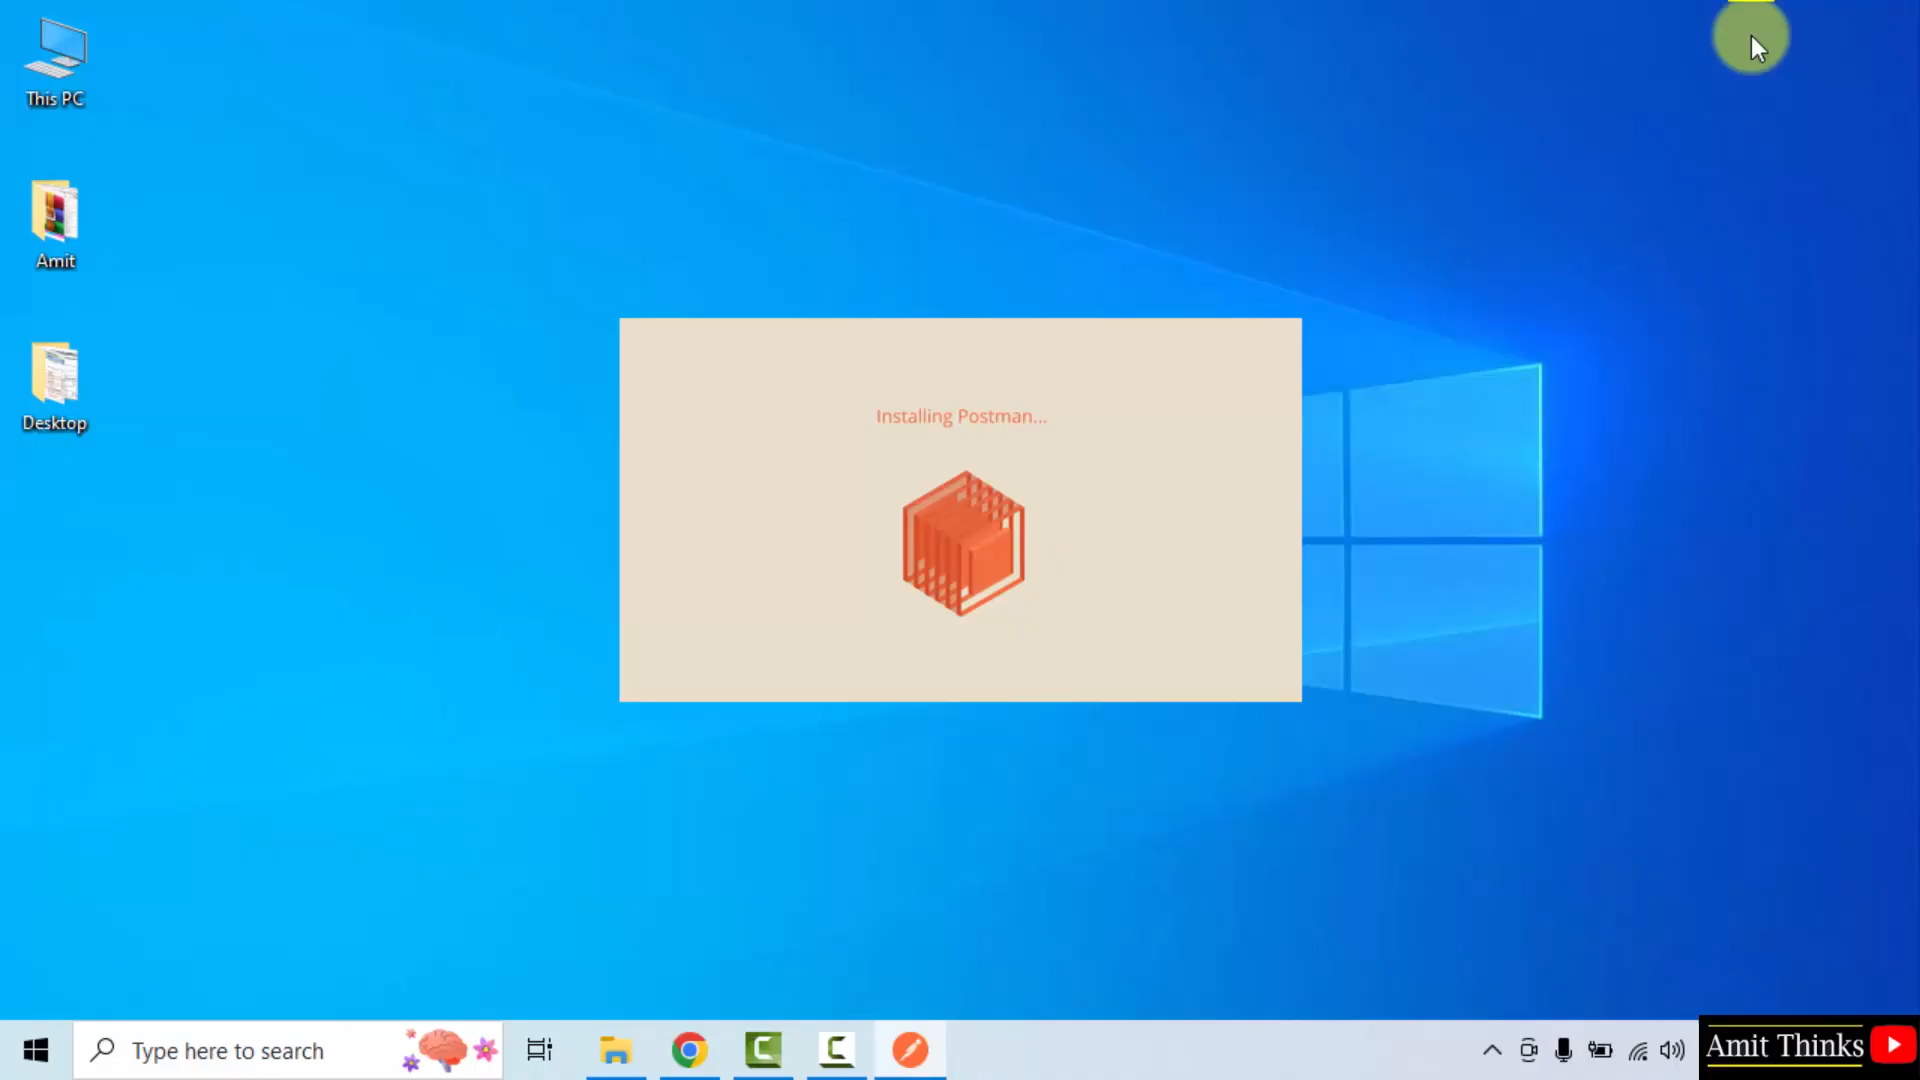 This PC
Amit
Desktop
Installing Postman...
Type here to search
Amit Thinks